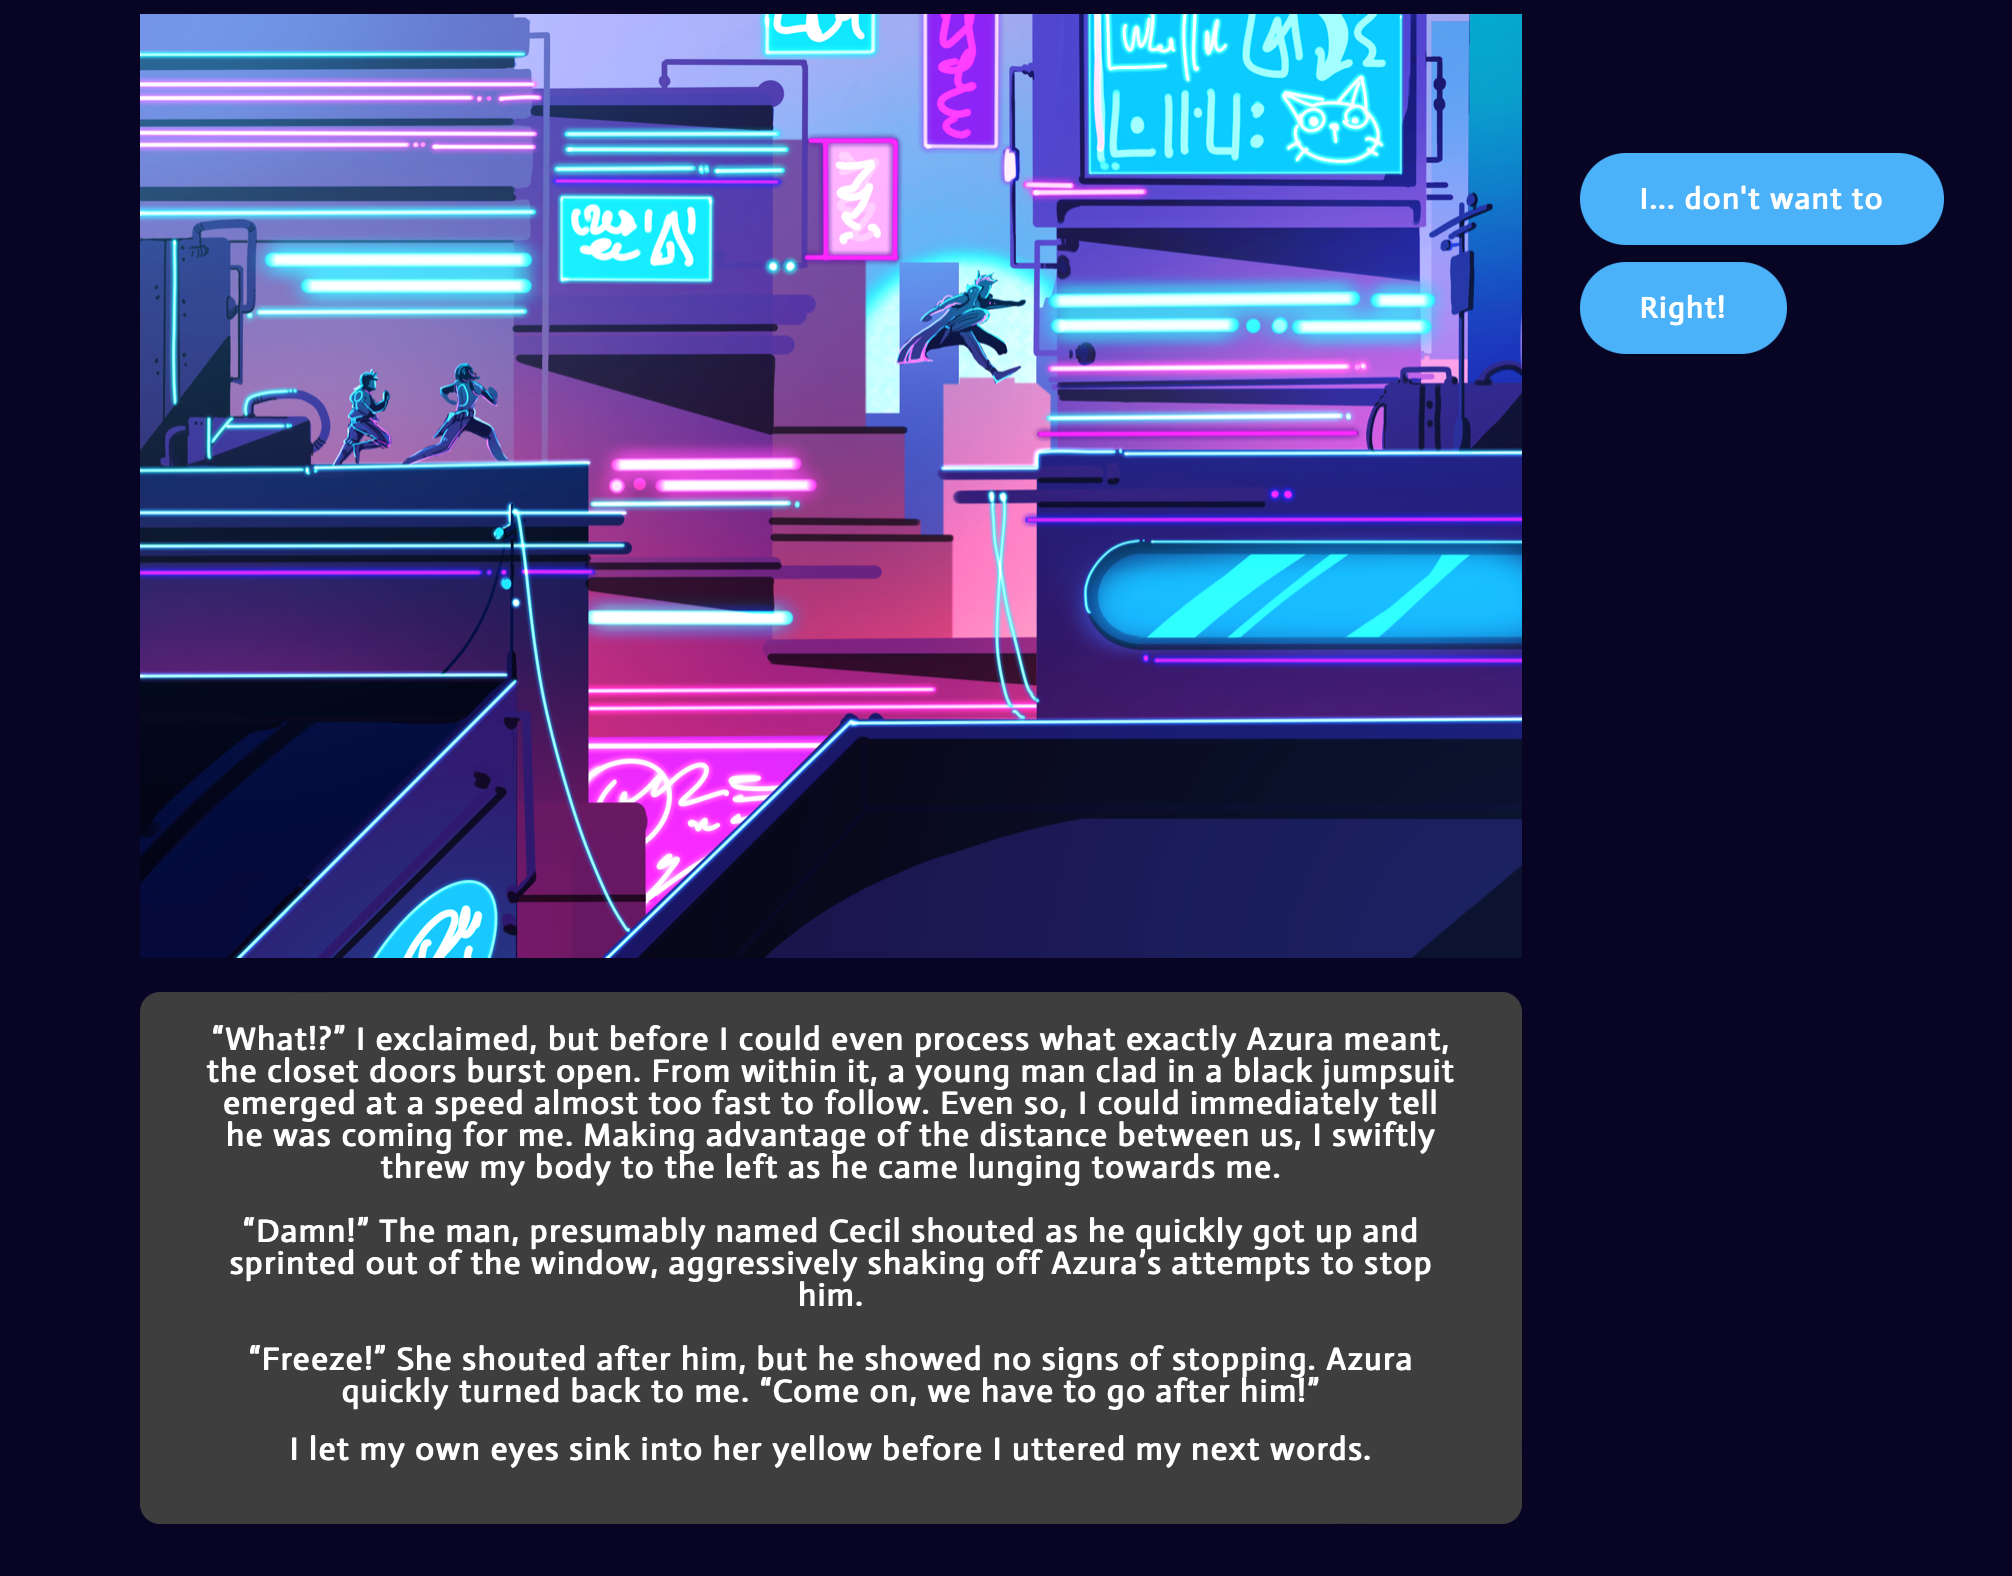 I... don't want to
Right!
“What!?” I exclaimed, but before I could even process what exactly Azura meant,
the closet doors burst open. From within it, a young man clad in a black jumpsuit
emerged at a speed almost too fast to follow. Even so, I could immediately tell
he was coming for me. Making advantage of the distance between us, I swiftly
threw my body to the left as he came lunging towards me.
“Damn!” The man, presumably named Cecil shouted as he quickly got up and
sprinted out of the window, aggressively shaking off Azura’s attempts to stop
him.
“Freeze!” She shouted after him, but he showed no signs of stopping. Azura
quickly turned back to me. “Come on, we have to go after him!”
I let my own eyes sink into her yellow before I uttered my next words.